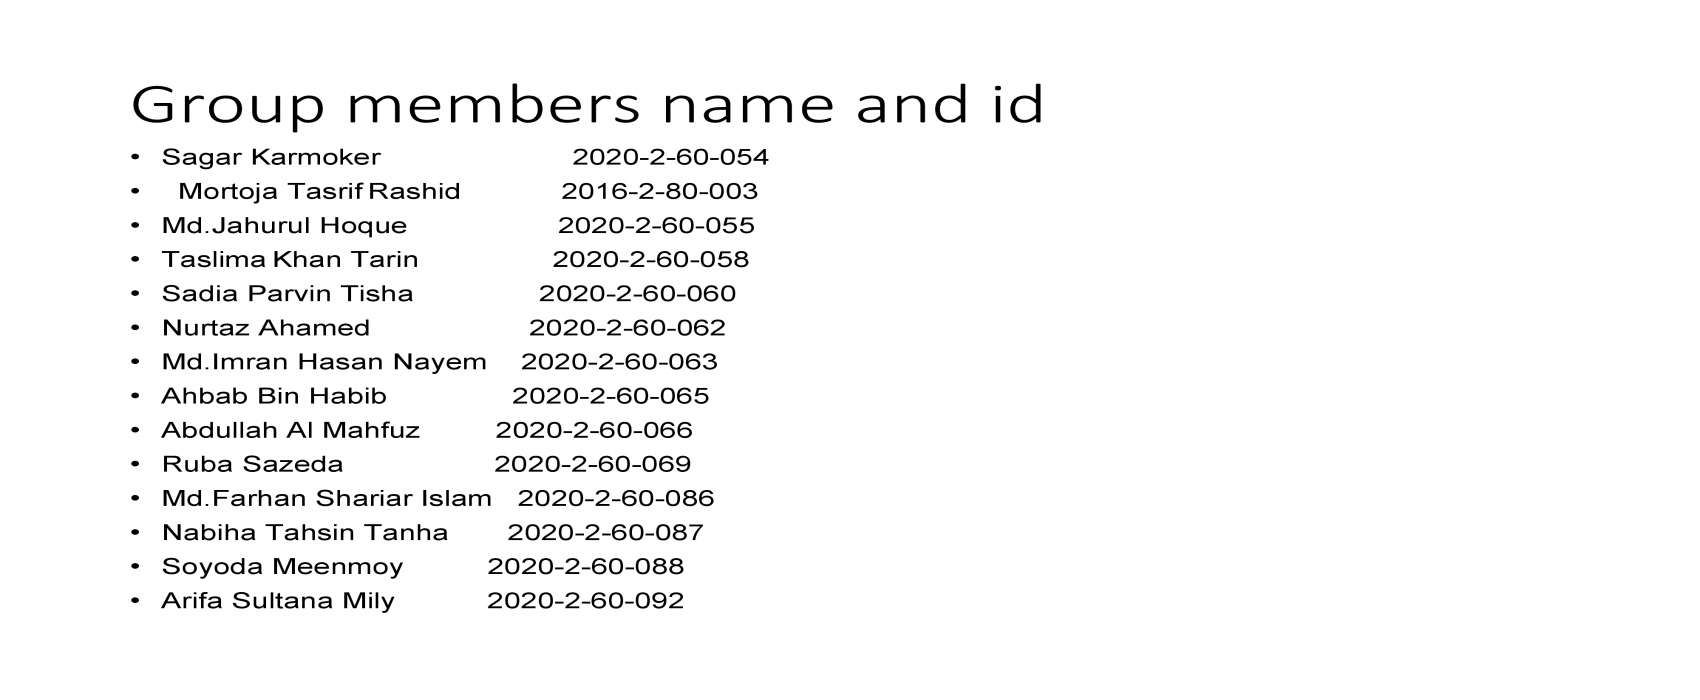 Group members name and id
• Sagar Karmoker 2020-2-60-054
• Mortoja Tasrif Rashid 2016-2-80-003
• Md.Jahurul Hoque 2020-2-60-055
• Taslima Khan Tarin 2020-2-60-058
• Sadia Parvin Tisha 2020-2-60-060
• Nurtaz Ahamed 2020-2-60-062
• Md.Imran Hasan Nayem 2020-2-60-063
• Ahbab Bin Habib 2020-2-60-065
• Abdullah Al Mahfuz 2020-2-60-066
• Ruba Sazeda 2020-2-60-069
• Md.Farhan Shariar Islam 2020-2-60-086
• Nabiha Tahsin Tanha 2020-2-60-087
• Soyoda Meenmoy 2020-2-60-088
• Arifa Sultana Mily 2020-2-60-092